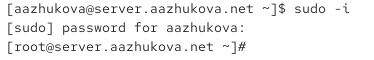 [aazhukova@server.aazhukova.net ~]$ sudo -i
[sudo] password for aazhukova:
[root@server.aazhukova.net ~]#